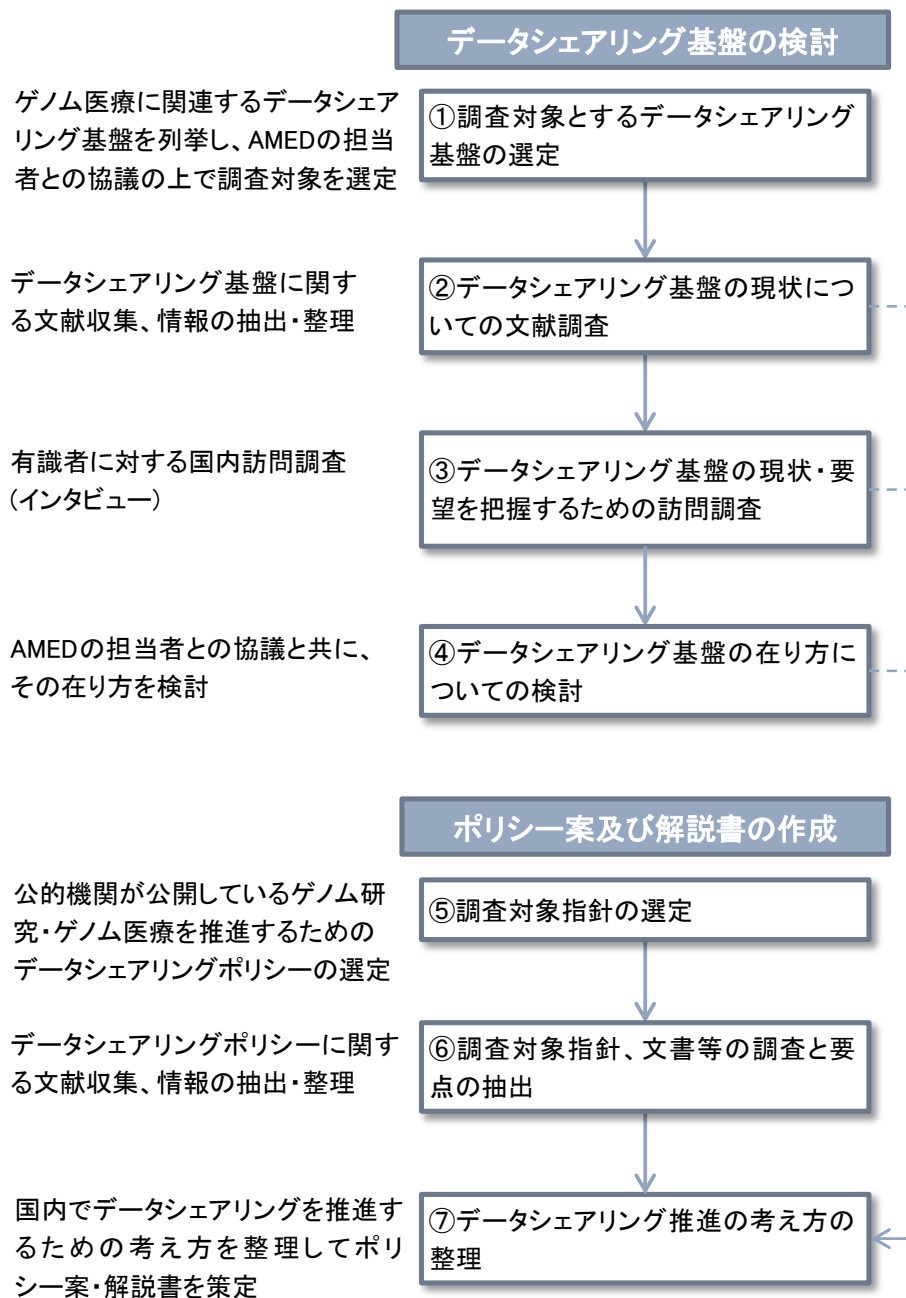 データシェアリング基盤の検討
ゲノム医療に関連するデータシェア
リング基盤を列挙し、AMEDの担当
者との協議の上で調査対象を選定
①調査対象とするデータシェアリング
基盤の選定
データシェアリング基盤に関す
る文献収集、情報の抽出・整理
②データシェアリング基盤の現状につ
いての文献調査
有識者に対する国内訪問調査
(インタビュー)
③データシェアリング基盤の現状・要
望を把握するための訪問調査
AMEDの担当者との協議と共に、
その在り方を検討
④データシェアリング基盤の在り方に
ついての検討
ポリシー案及び解説書の作成
公的機関が公開しているゲノム研
究・ゲノム医療を推進するための
データシェアリングポリシーの選定
⑤調査対象指針の選定
データシェアリングポリシーに関す
る文献収集、情報の抽出・整理
⑥調査対象指針、文書等の調査と要
点の抽出
国内でデータシェアリングを推進す
るための考え方を整理してポリ
シー案・解説書を策定
⑦データシェアリング推進の考え方の
整理